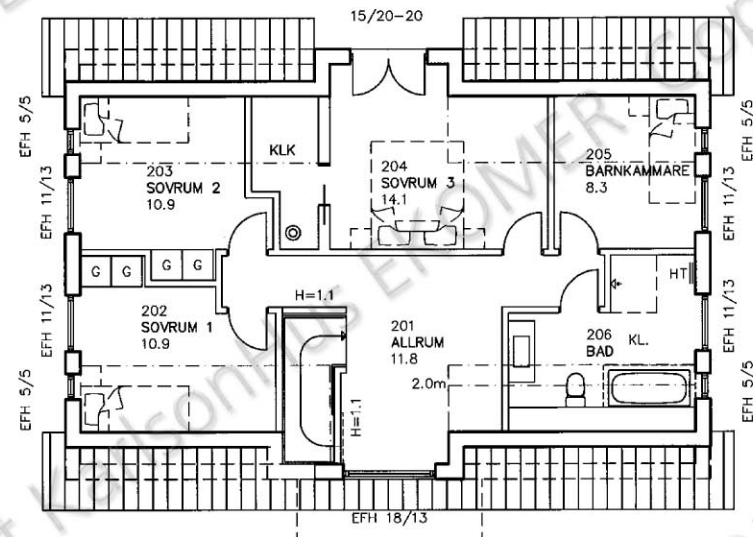 15/20-20
EFH 5/5
EFH 11/13
EFH 11/13
EFH 5/5
203
SOVRUM 2
10.9
KLK
204
SOVRUM 3
14.1
205
BARNKAMMARE
8.3
EFH 5/5
EFH 11/13
EFH 11/13
EFH 5/5
G G G G
202
SOVRUM 1
10.9
H=1.1
H=1.1
201
ALLRUM
11.8
2.0m
HT
KL.
206
BAD
EFH 18/13
t KarlsonHus EKOMER Cop